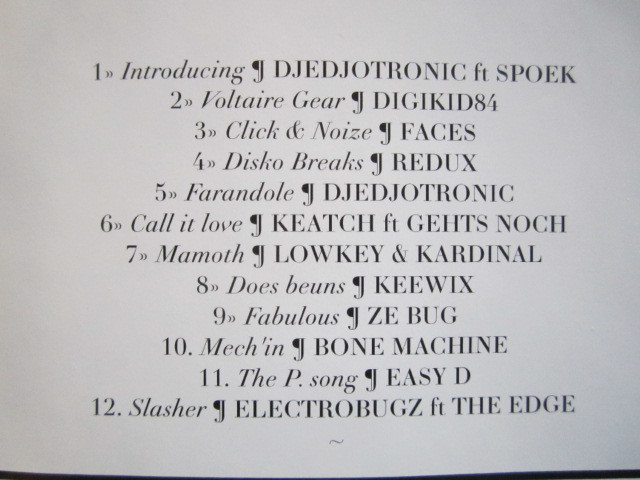 1» Introducing ¶ DJEDJOTRONIC ft SPOEK
2» Voltaire Gear ¶ DIGIKID84
3» Click & Noize ¶ FACES
4» Disko Breaks ¶ REDUX
5» Farandole ¶ DJEDJOTRONIC
6» Call it love ¶ KEATCH ft GEHTS NOCH
7» Mamoth ¶ LOWKEY & KARDINAL
8» Does beuns ¶ KEEWIX
9» Fabulous ¶ ZE BUG
10. Mech'in ¶ BONE MACHINE
11. The P. song ¶ EASY D
12. Slasher ¶ ELECTROBUGZ ft THE EDGE
~